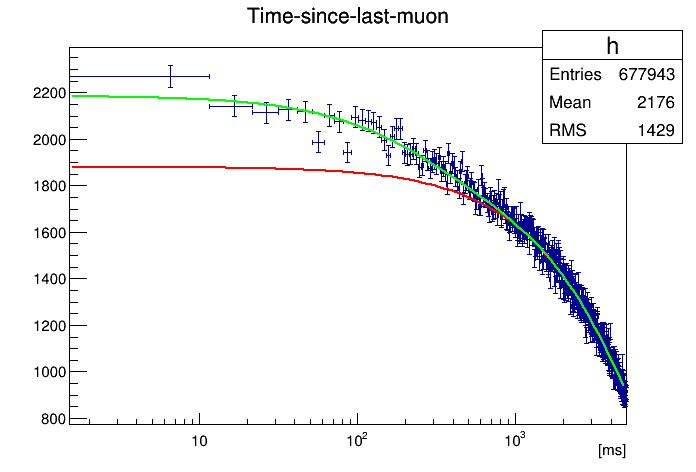 Time-since-last-muon
h
Entries 677943
Mean 2176
RMS 1429
2200
2000
1800
1600
1400
1200
1000
800
10
10²
10³
[ms]